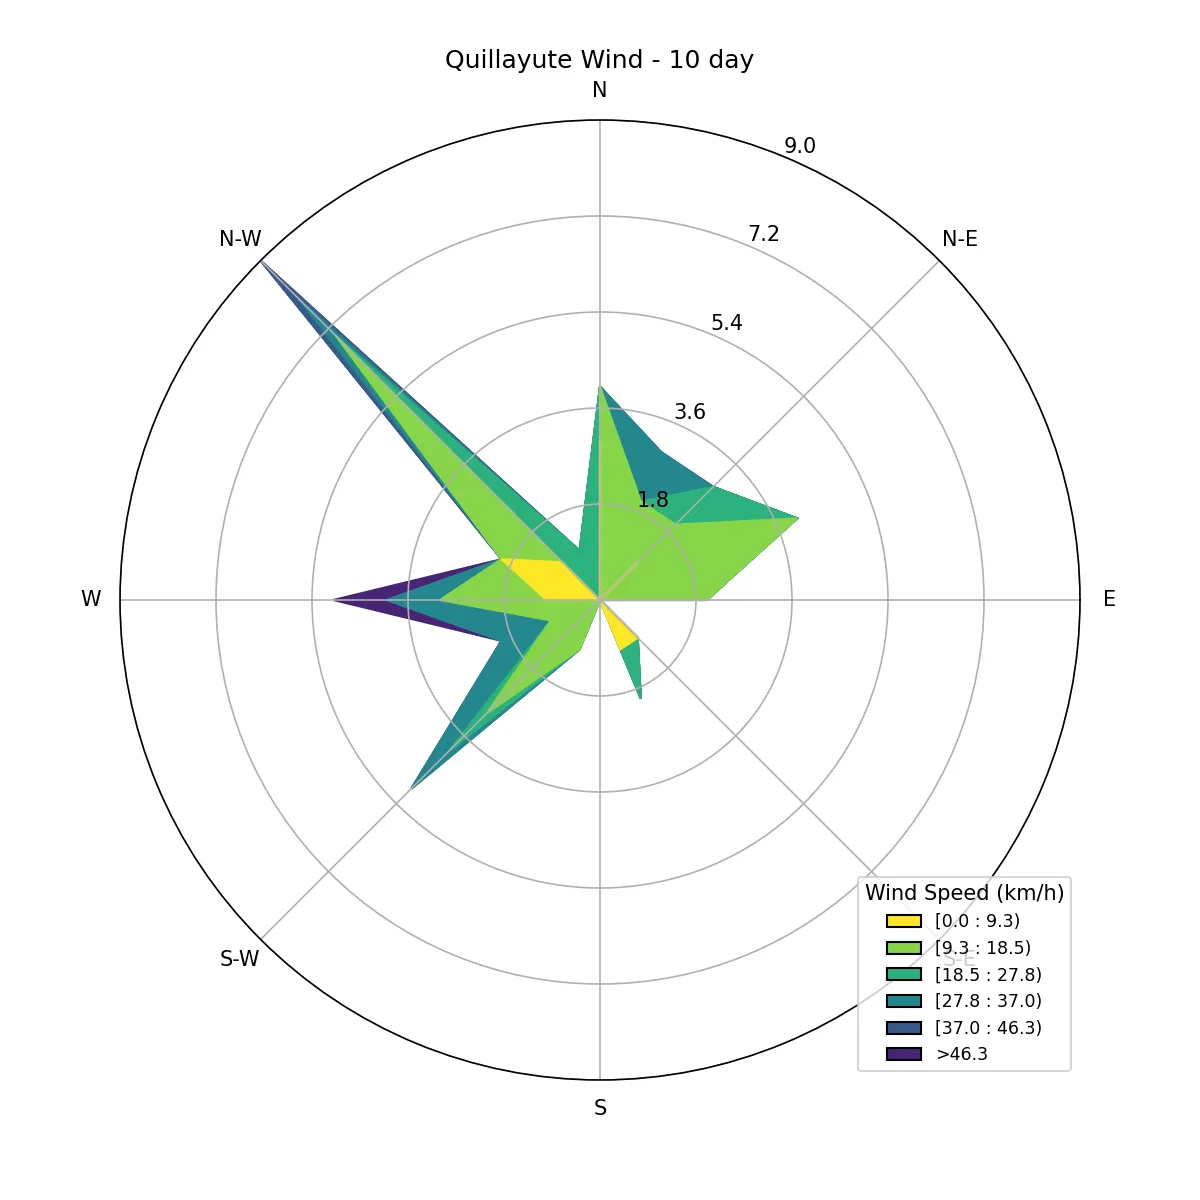 Quillayute Wind - 10 day
N
9.0
N-W
7.2
N-E
5.4
3.6
1.8
W
E
S-W
S-E
S
Wind Speed (km/h)
[0.0 : 9.3)
[9.3 : 18.5)
[18.5 : 27.8)
[27.8 : 37.0)
[37.0 : 46.3)
>46.3